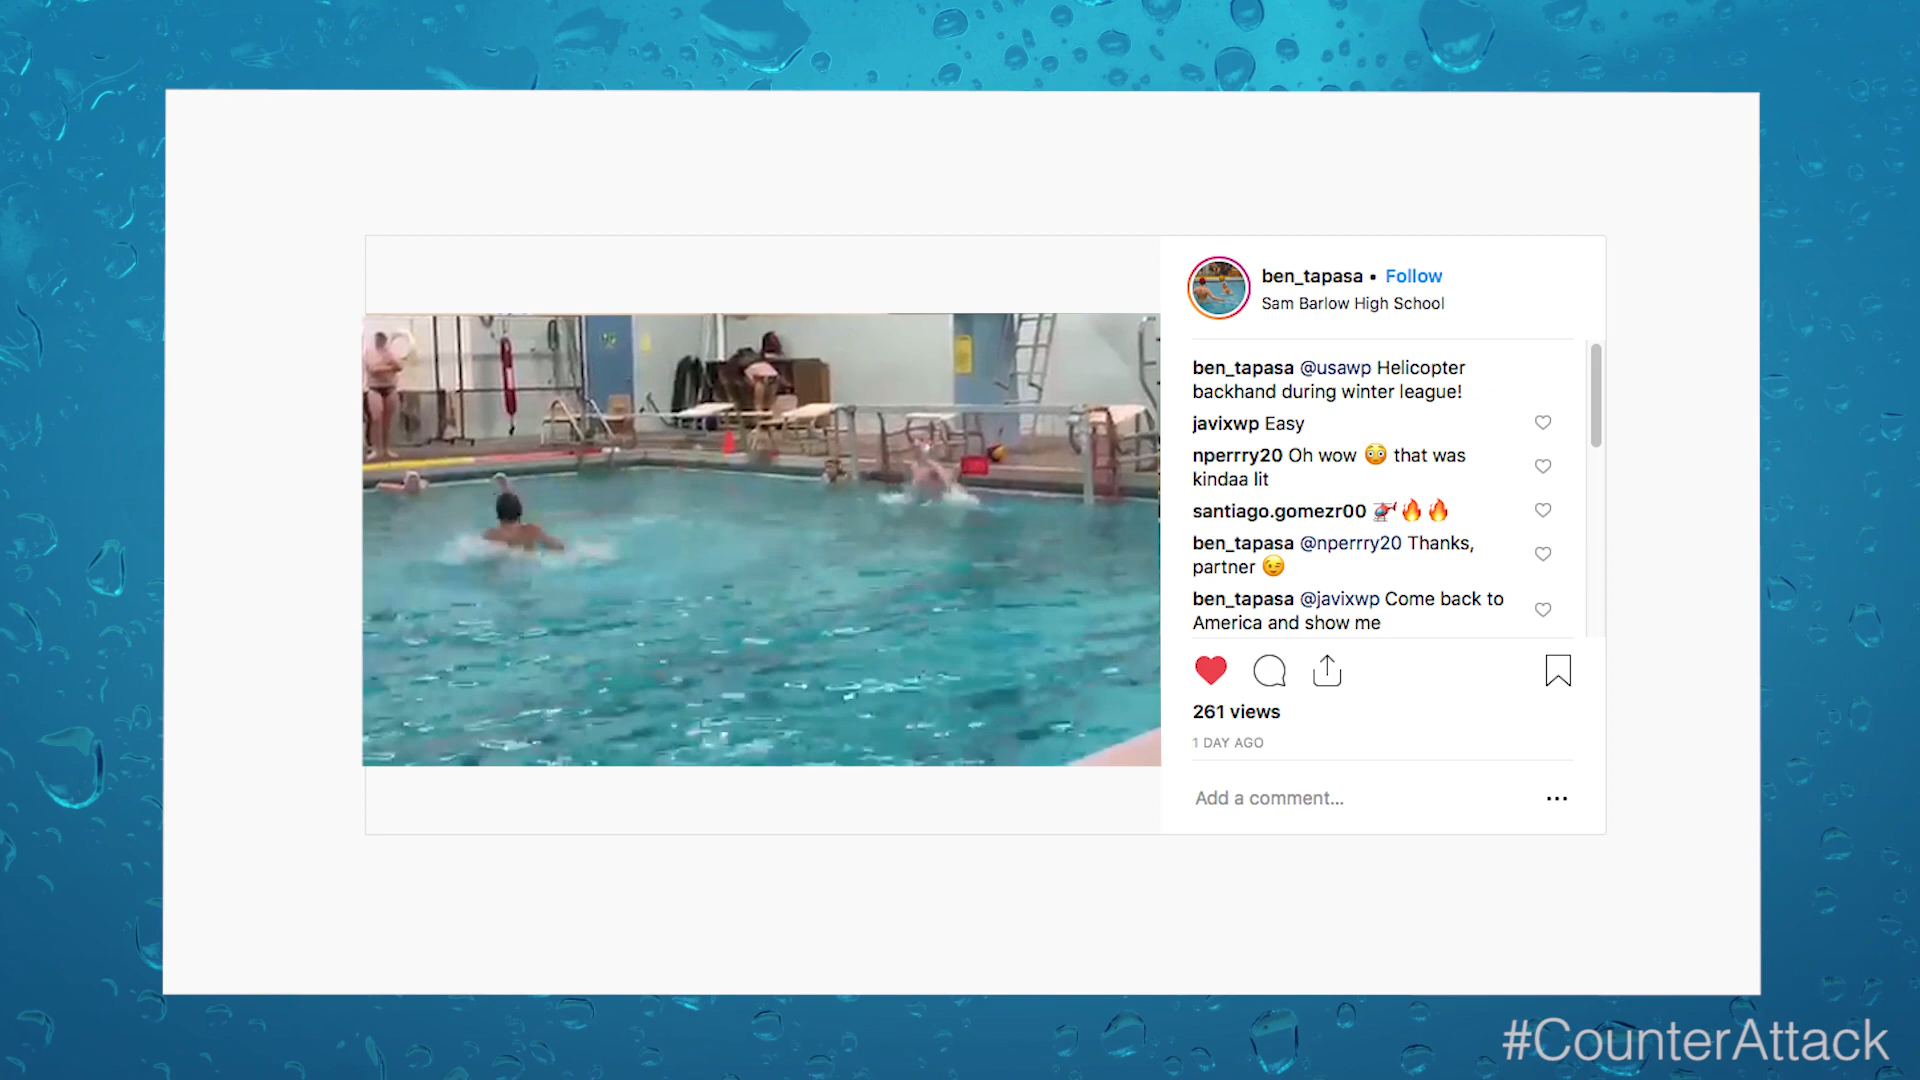 ben_tapasa • Follow
Sam Barlow High School
ben_tapasa @usawp Helicopter
backhand during winter league!
javixwp Easy
nperrry20 Oh wow 😳 that was
kindaa lit
santiago.gomezr00 🚁🔥🔥
ben_tapasa @nperrry20 Thanks,
partner 😉
ben_tapasa @javixwp Come back to
America and show me
261 views
1 DAY AGO
Add a comment...
#CounterAttack